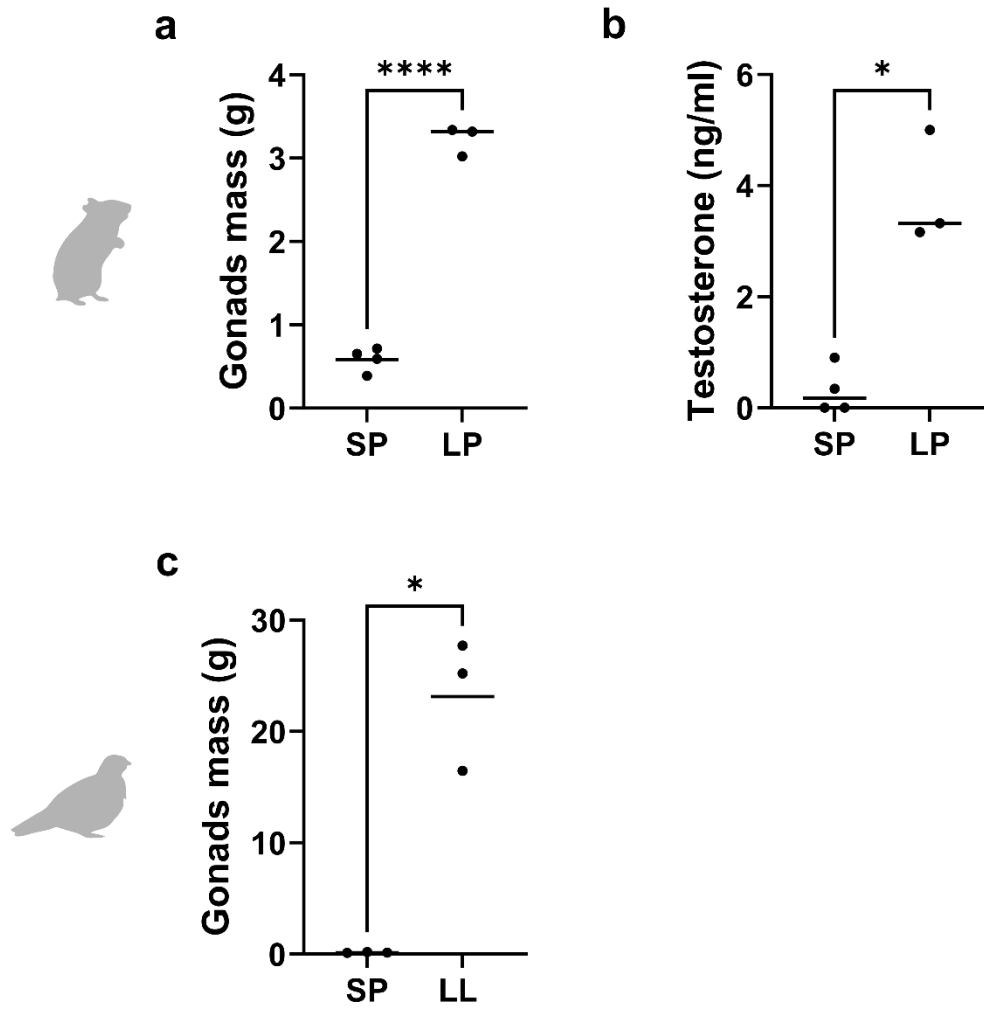 a
****
Gonads mass (g)
4
3
2
1
0
SP LP
b
*
Testosterone (ng/ml)
6
4
2
0
SP LP
c
*
Gonads mass (g)
30
20
10
0
SP LL